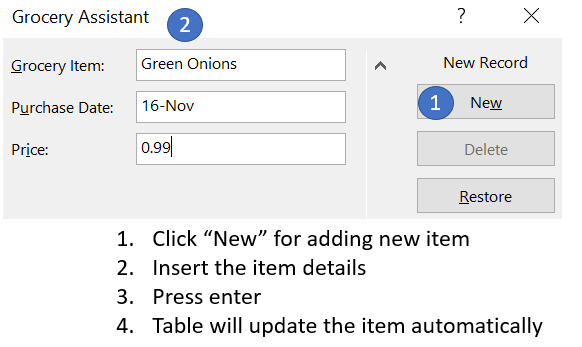 Grocery Assistant
2
?
Grocery Item:
Green Onions
New Record
Purchase Date:
16-Nov
1
New
Price:
0.99
Delete
Restore
1. Click “New” for adding new item
2. Insert the item details
3. Press enter
4. Table will update the item automatically